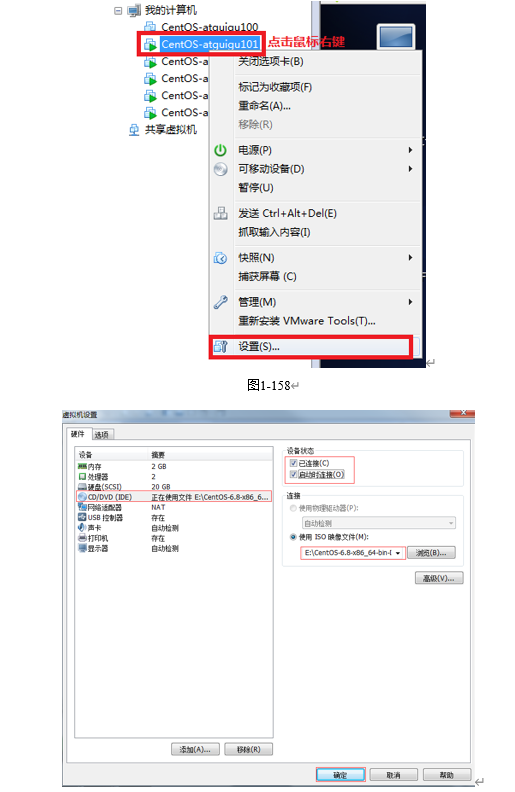 我的计算机
CentOS-atguigu100
CentOS-atguigu101 点击鼠标右键
CentOS-a
CentOS-a
CentOS-a
CentOS-a
共享虚拟机
关闭选项卡(B)
标记为收藏项(F)
重命名(A)...
移除(R)
电源(P)
可移动设备(D)
暂停(U)
发送 Ctrl+Alt+Del(E)
抓取输入内容(I)
快照(N)
捕获屏幕 (C)
管理(M)
重新安装 VMware Tools(T)...
设置(S)...
图1-158
虚拟机设置
硬件 选项
设备 摘要
内存 2 GB
处理器 2
硬盘(SCSI) 20 GB
CD/DVD (IDE) 正在使用文件 E:\CentOS-6.8-x86_6...
网络适配器 NAT
USB 控制器 存在
声卡 自动检测
打印机 存在
显示器 自动检测
添加(A)... 移除(R)
设备状态
已连接(C)
启动时连接(O)
连接
使用物理驱动器(P):
自动检测
使用 ISO 映像文件(M):
E:\CentOS-6.8-x86_64-bin-l 浏览(B)...
高级(V)...
确定 取消 帮助